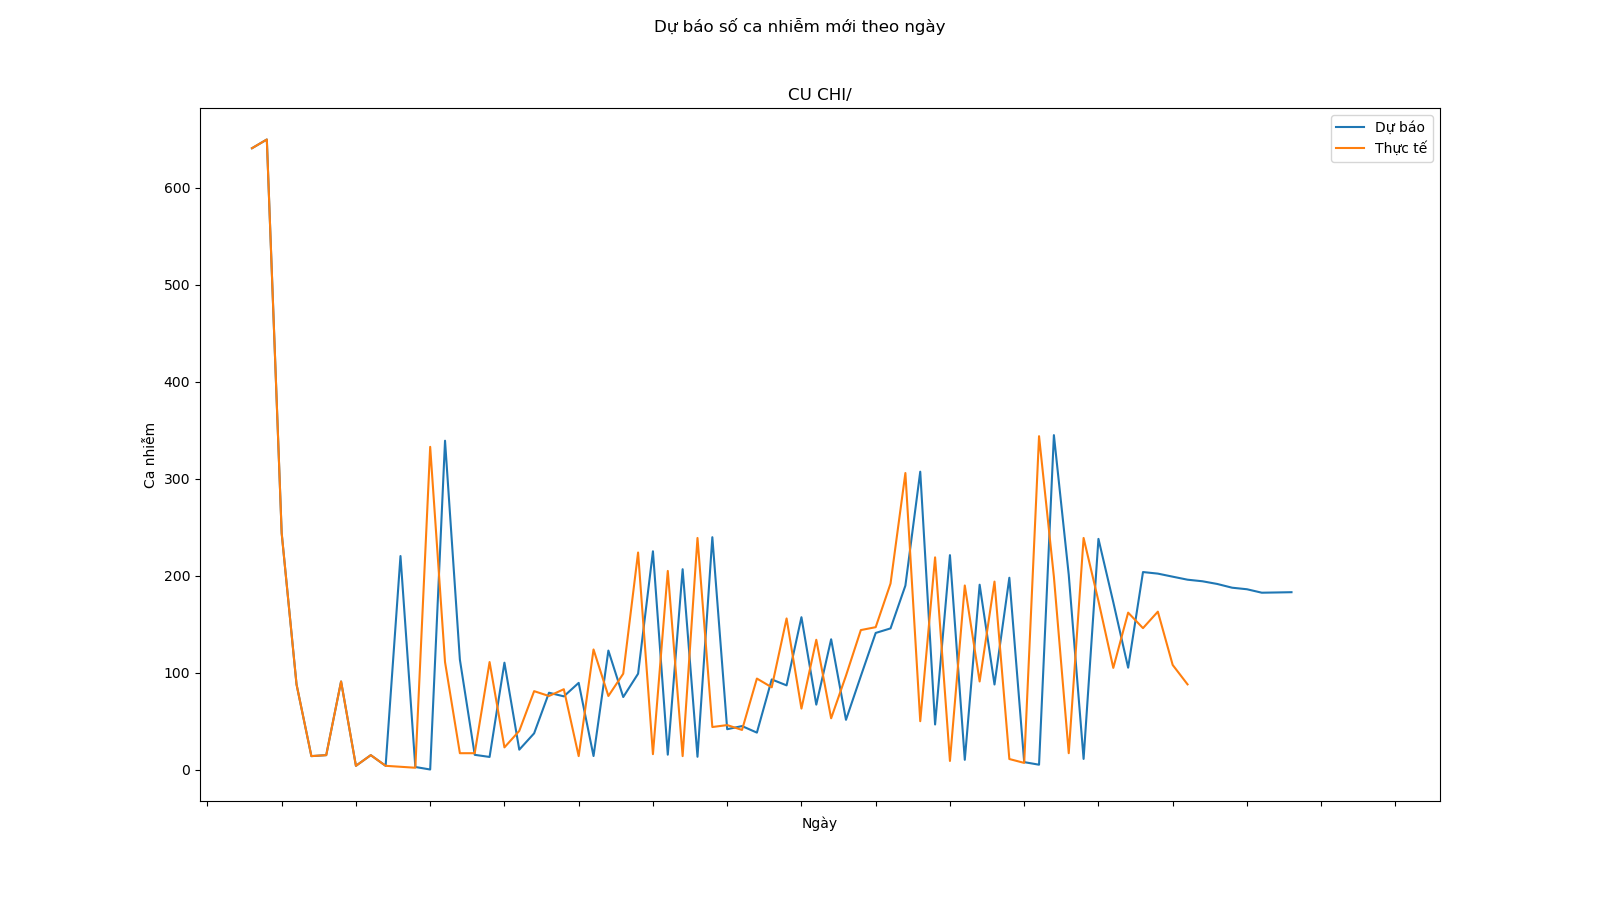 Dự báo số ca nhiễm mới theo ngày
CU CHI/
Dự báo
Thực tế
600
500
400
300
200
100
0
Ca nhiễm
Ngày